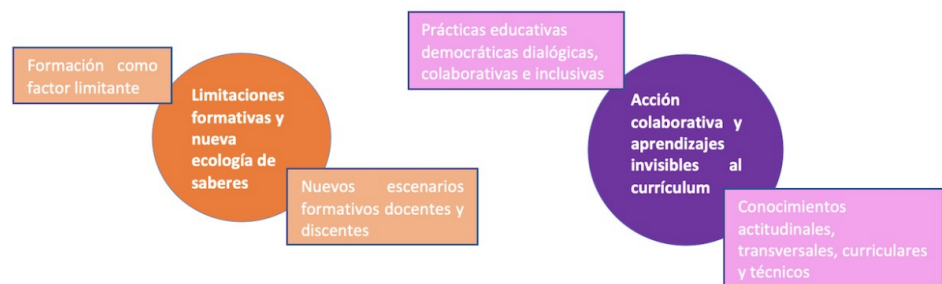 Formación como
factor limitante
Limitaciones
formativas y
nueva
ecología de
saberes
Nuevos escenarios
formativos docentes y
discentes
Prácticas educativas
democráticas dialógicas,
colaborativas e inclusivas
Acción
colaborativa y
aprendizajes
invisibles al
currículum
Conocimientos
actitudinales,
transversales, curriculares
y técnicos